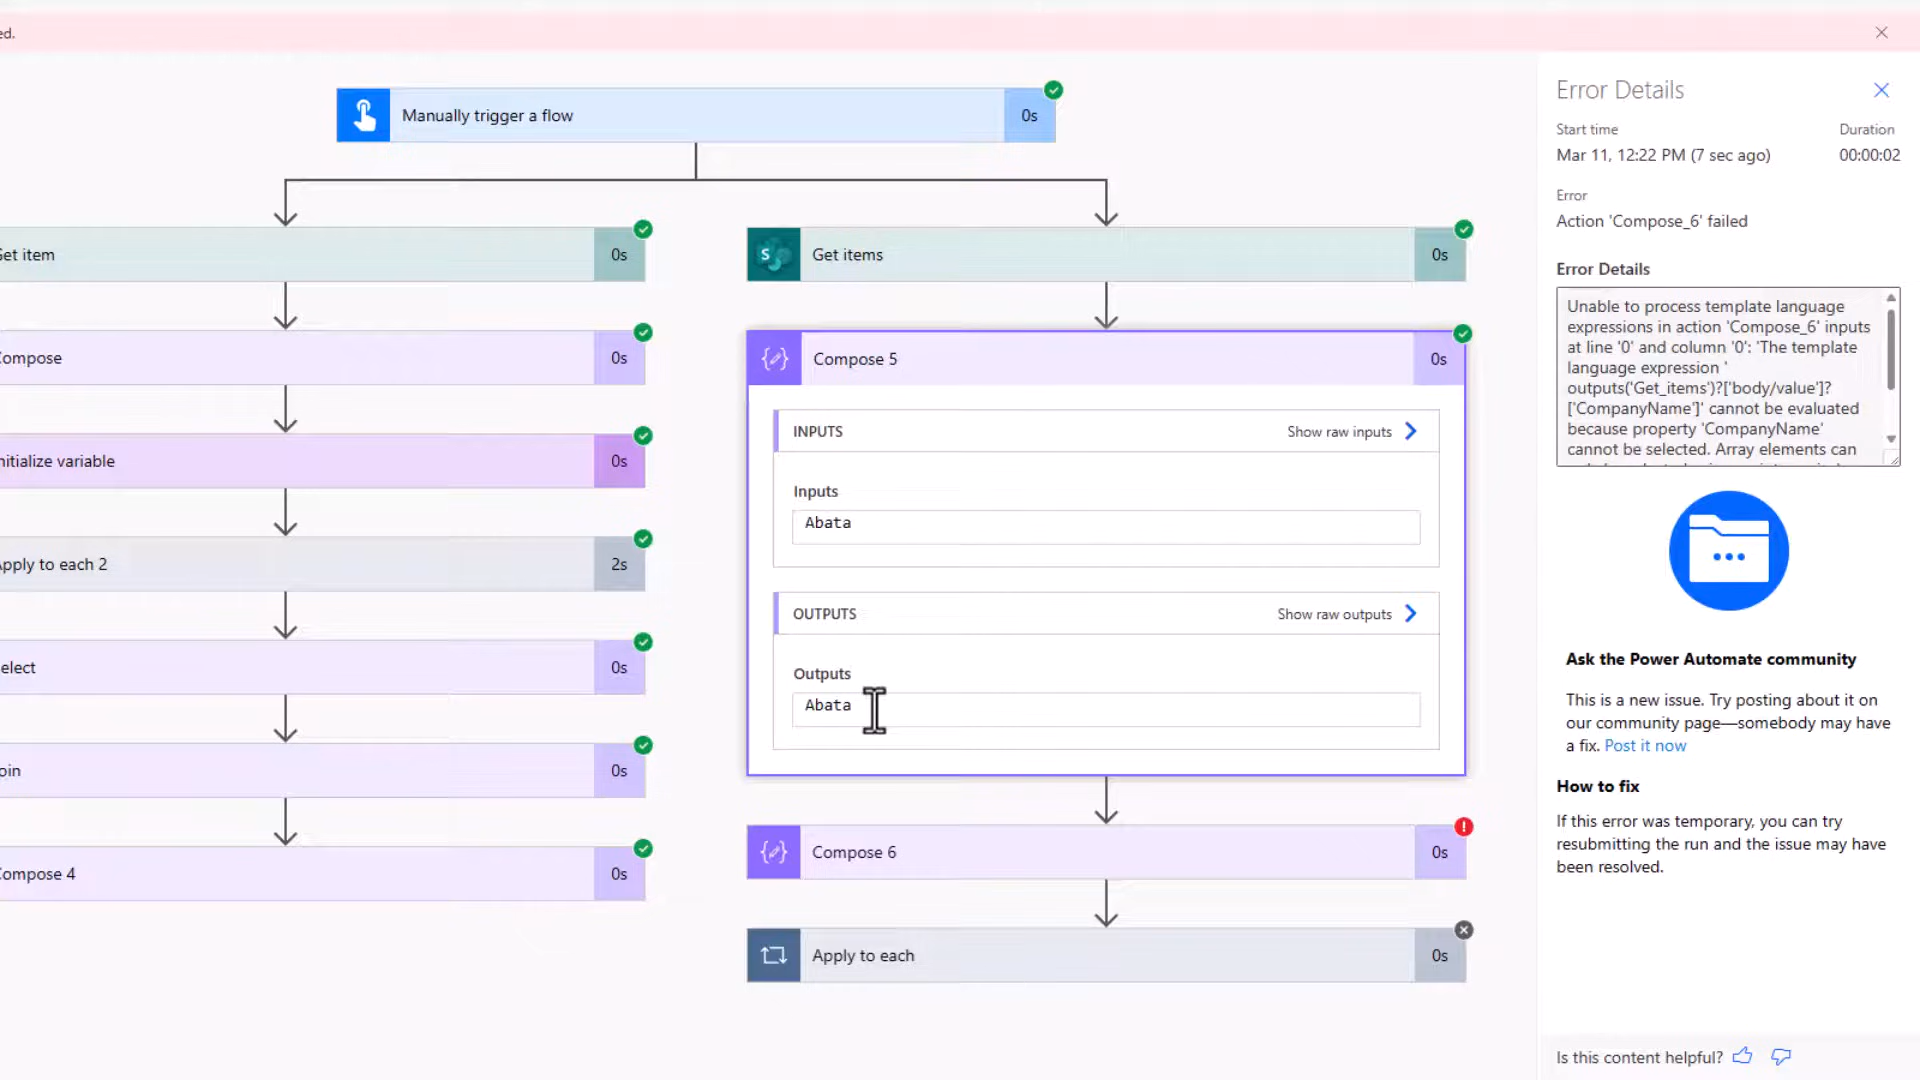 ed.
Manually trigger a flow
0s
Get item
0s
Get items
0s
Compose
0s
Compose 5
0s
INPUTS
Show raw inputs
Inputs
Abata
OUTPUTS
Show raw outputs
Outputs
Abata
Initialize variable
0s
Apply to each 2
2s
Select
0s
Join
0s
Compose 4
0s
Compose 6
0s
Apply to each
0s
Error Details
Start time
Duration
Mar 11, 12:22 PM (7 sec ago)
00:00:02
Error
Action 'Compose_6' failed
Error Details
Unable to process template language
expressions in action 'Compose_6' inputs
at line '0' and column '0': 'The template
language expression '
outputs('Get_items')?['body/value']?
['CompanyName']' cannot be evaluated
because property 'CompanyName'
cannot be selected. Array elements can
Ask the Power Automate community
This is a new issue. Try posting about it on
our community page—somebody may have
a fix. Post it now
How to fix
If this error was temporary, you can try
resubmitting the run and the issue may have
been resolved.
Is this content helpful?